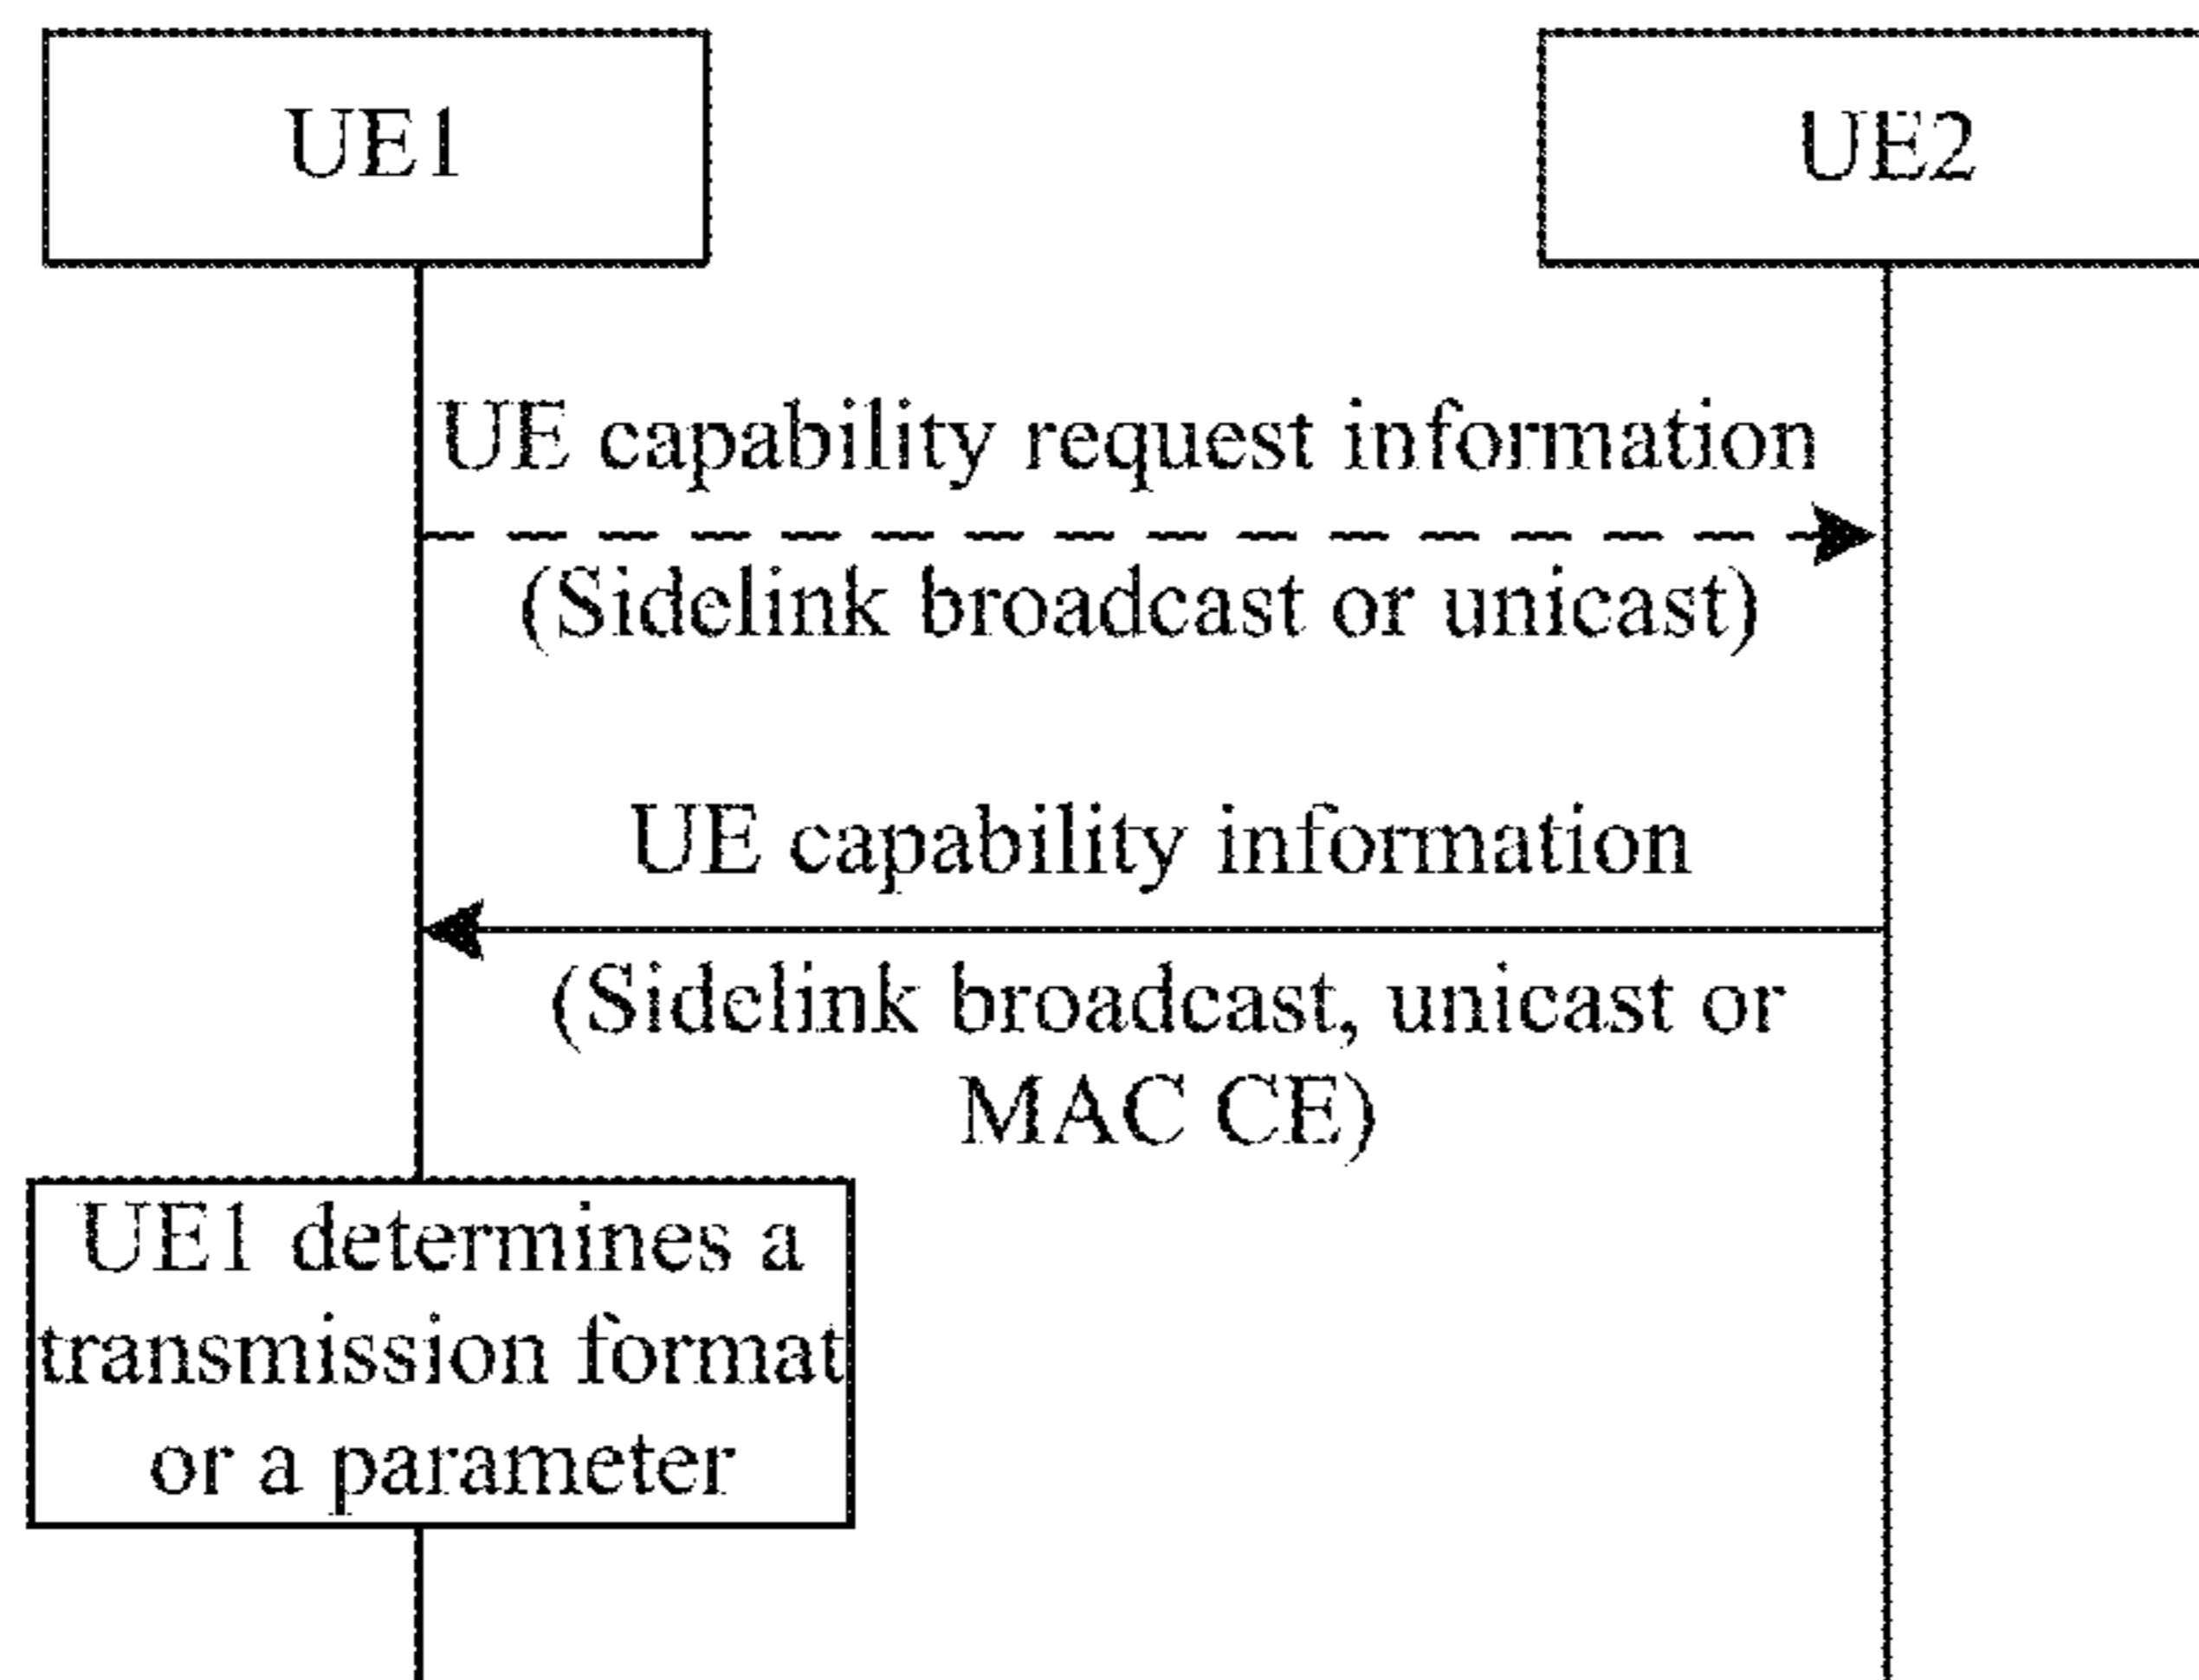 UE1
UE2
UE capability request information
(Sidelink broadcast or unicast)
UE capability information
(Sidelink broadcast, unicast or
MAC CE)
UE1 determines a
transmission format
or a parameter